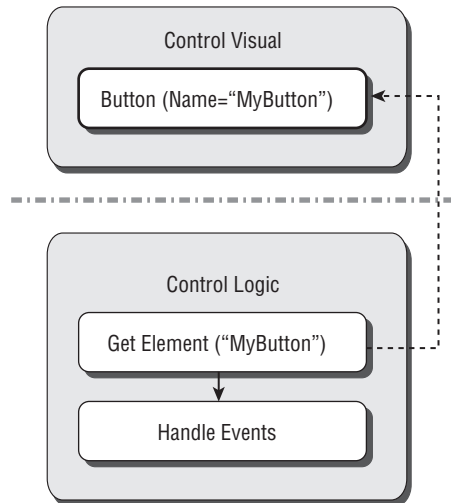 Control Visual
Button (Name=“MyButton”)
Control Logic
Get Element (“MyButton”)
Handle Events